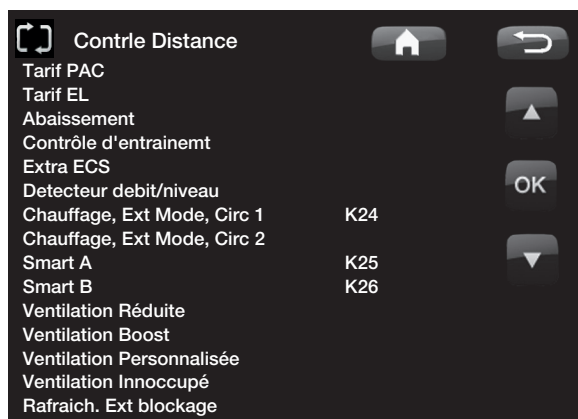 Contrle Distance
Tarif PAC
Tarif EL
Abaissement
Contrôle d'entrainemt
Extra ECS
OK
Detecteur debit/niveau
Chauffage, Ext Mode, Circ 1 K24
Chauffage, Ext Mode, Circ 2
Smart A K25
Smart B K26
Ventilation Réduite
Ventilation Boost
Ventilation Personnalisée
Ventilation Innoccupé
Rafraich. Ext blockage